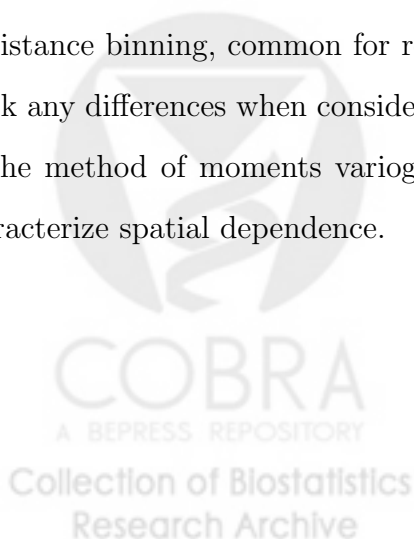 istance binning, common for r
k any differences when conside
he method of moments variog
racterize spatial dependence.
COBRA
A BEPRESS REPOSITORY
Collection of Biostatistics
Research Archive